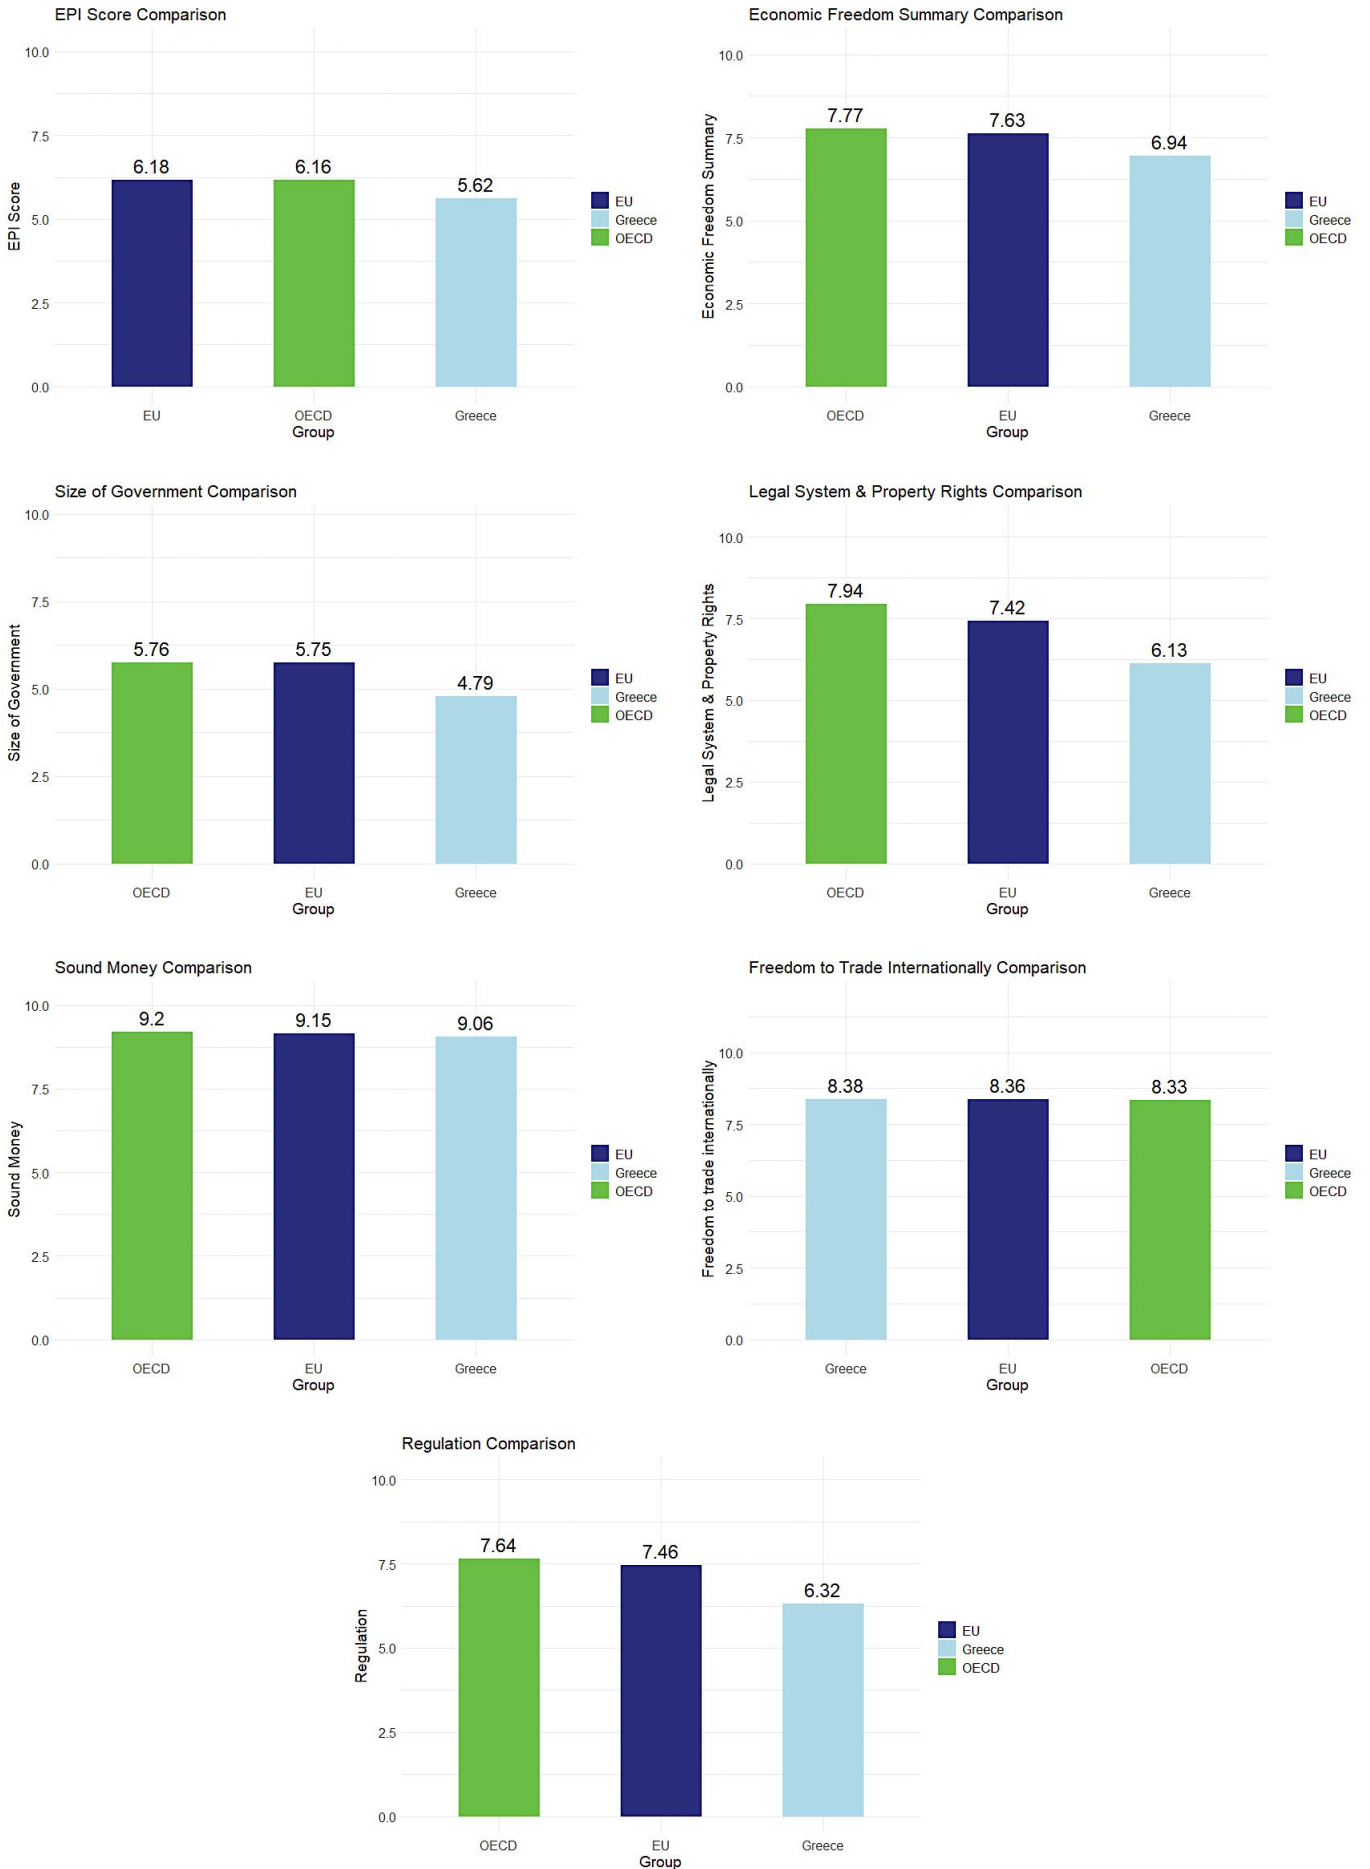 EPI Score Comparison
10.0
7.5
5.0
2.5
0.0
EPI Score
6.18
6.16
5.62
EU
OECD
Greece
Group
EU
Greece
OECD
Economic Freedom Summary Comparison
10.0
7.5
5.0
2.5
0.0
Economic Freedom Summary
7.77
7.63
6.94
OECD
EU
Greece
Group
EU
Greece
OECD
Size of Government Comparison
10.0
7.5
5.0
2.5
0.0
Size of Government
5.76
5.75
4.79
OECD
EU
Greece
Group
EU
Greece
OECD
Legal System & Property Rights Comparison
10.0
7.5
5.0
2.5
0.0
Legal System & Property Rights
7.94
7.42
6.13
OECD
EU
Greece
Group
EU
Greece
OECD
Sound Money Comparison
10.0
7.5
5.0
2.5
0.0
Sound Money
9.2
9.15
9.06
OECD
EU
Greece
Group
EU
Greece
OECD
Freedom to Trade Internationally Comparison
10.0
7.5
5.0
2.5
0.0
Freedom to trade internationally
8.38
8.36
8.33
Greece
EU
OECD
Group
EU
Greece
OECD
Regulation Comparison
10.0
7.5
5.0
2.5
0.0
Regulation
7.64
7.46
6.32
OECD
EU
Greece
Group
EU
Greece
OECD